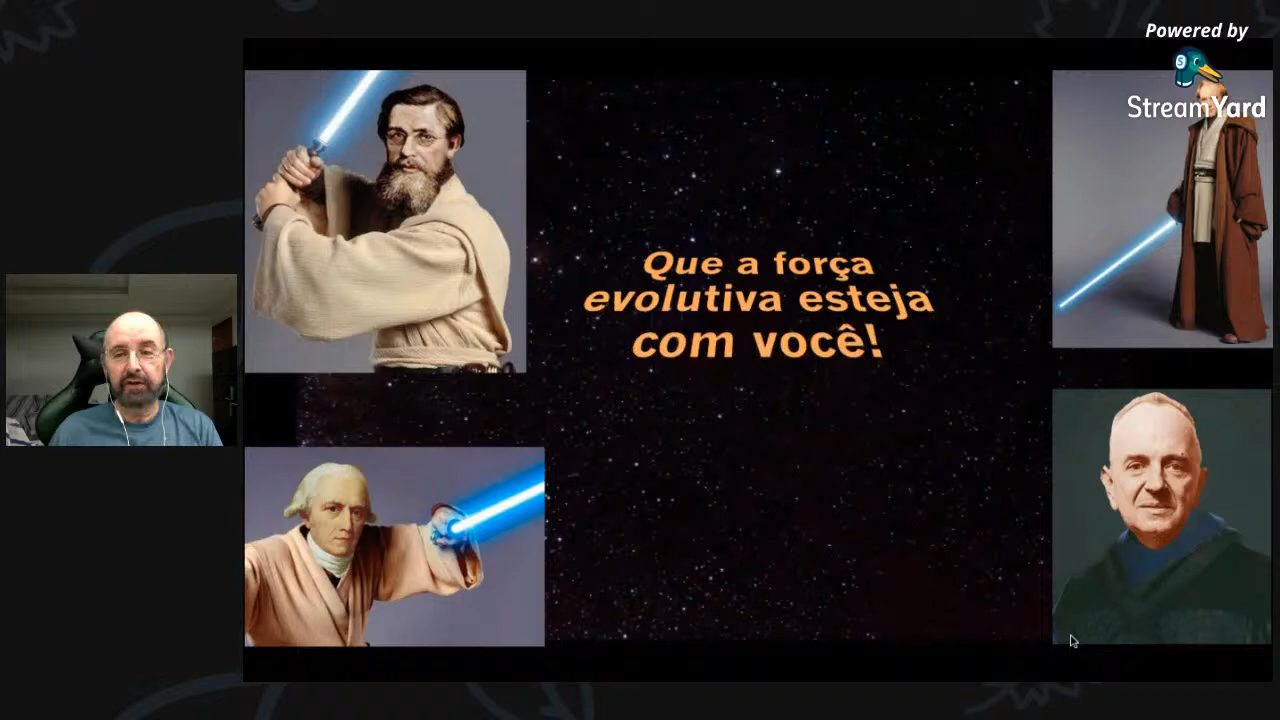 Powered by
StreamYard
Que a força
evolutiva esteja
com você!